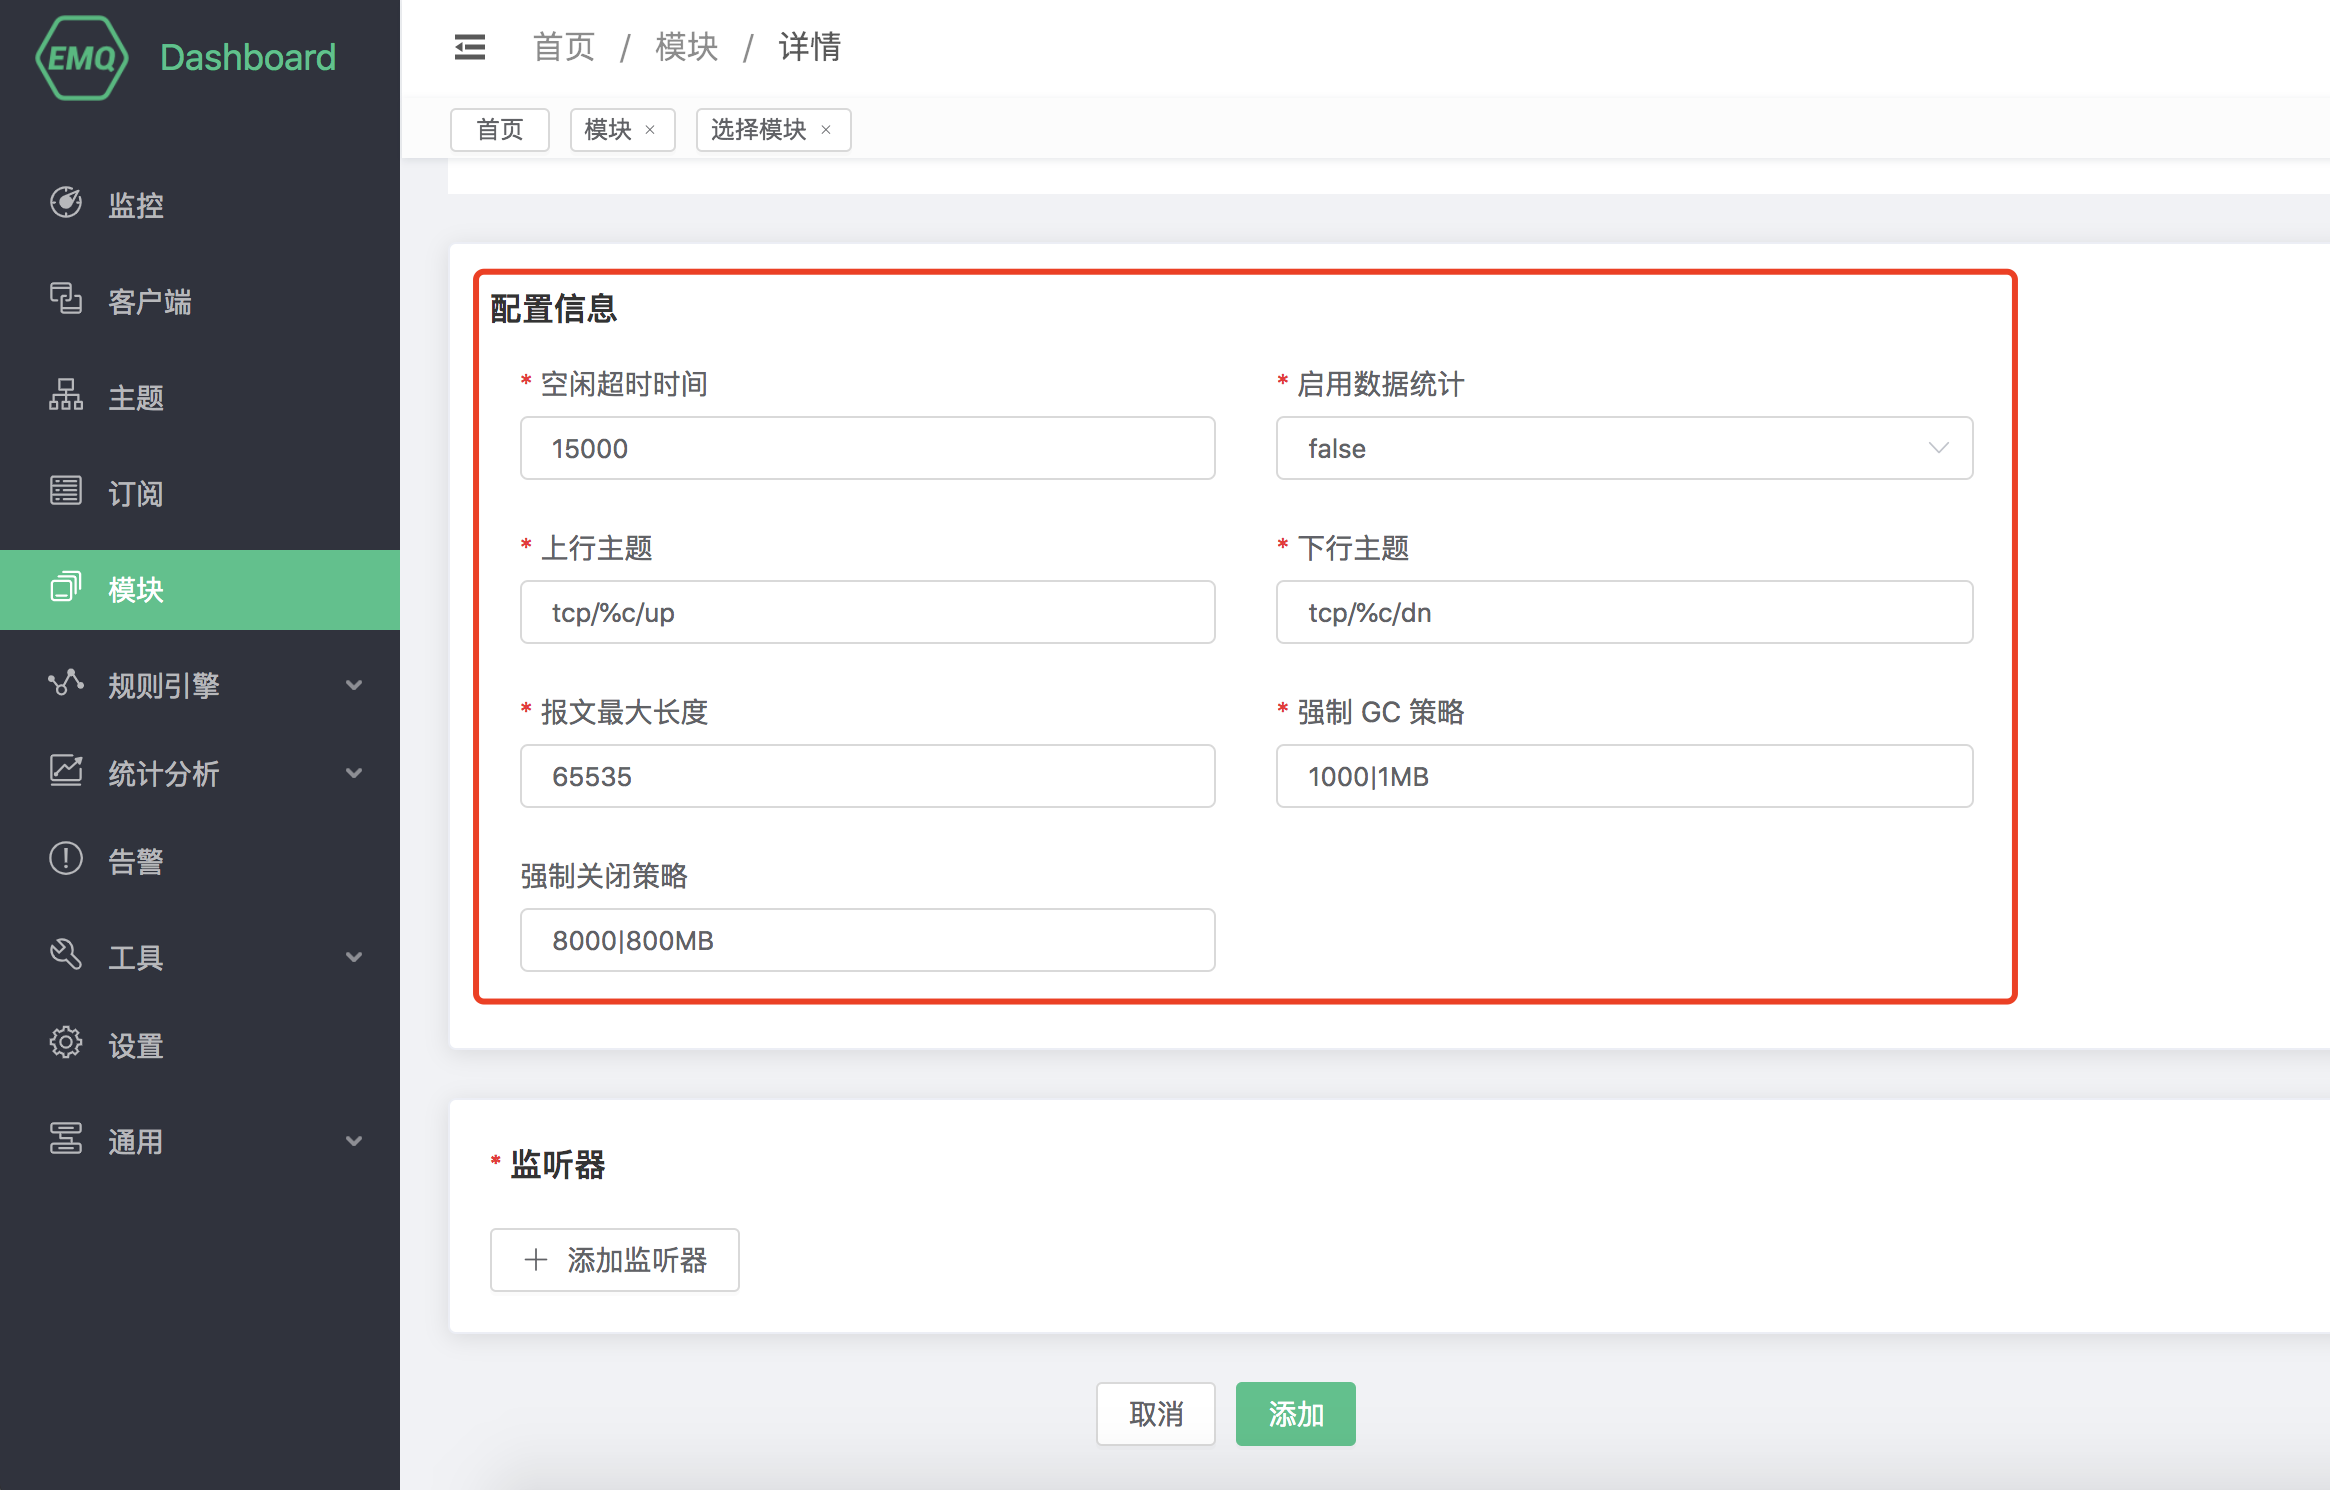 EMQ
Dashboard
监控
客户端
主题
订阅
模块
规则引擎
统计分析
告警
工具
设置
通用
首页 / 模块 / 详情
首页
模块 ×
选择模块 ×
配置信息
* 空闲超时时间
15000
* 启用数据统计
false
* 上行主题
tcp/%c/up
* 下行主题
tcp/%c/dn
* 报文最大长度
65535
* 强制 GC 策略
1000|1MB
强制关闭策略
8000|800MB
* 监听器
+ 添加监听器
取消
添加